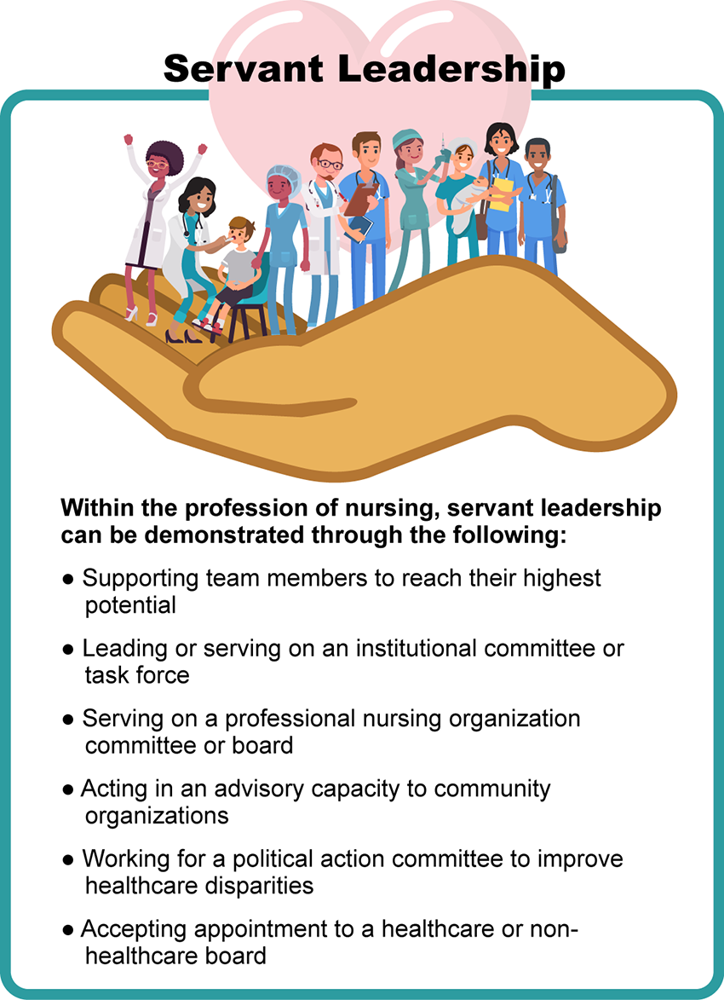 Servant Leadership
Within the profession of nursing, servant leadership
can be demonstrated through the following:
● Supporting team members to reach their highest
potential
● Leading or serving on an institutional committee or
task force
● Serving on a professional nursing organization
committee or board
● Acting in an advisory capacity to community
organizations
● Working for a political action committee to improve
healthcare disparities
● Accepting appointment to a healthcare or non-
healthcare board